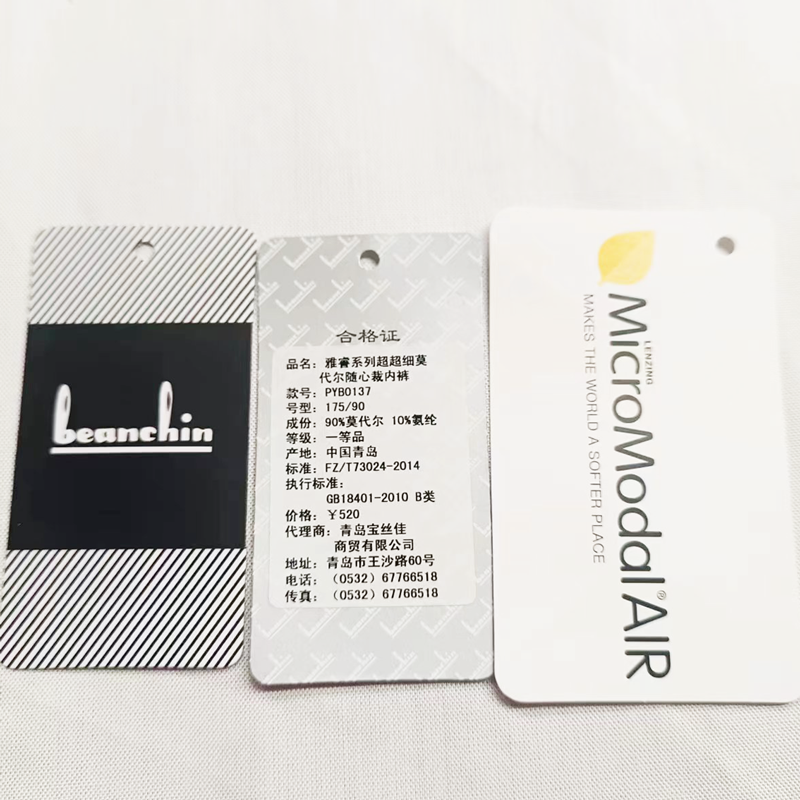 beanchin
合格证
品名：雅睿系列超超细莫
代尔随心裁内裤
款号：PYB0137
号型：175/90
成份：90%莫代尔 10%氨纶
等级：一等品
产地：中国青岛
标准：FZ/T73024-2014
执行标准：
GB18401-2010 B类
价格：￥520
代理商：青岛宝丝佳
商贸有限公司
地址：青岛市王沙路60号
电话：（0532）67766518
传真：（0532）67766518
LENZING
MicroModal®AIR
MAKES THE WORLD A SOFTER PLACE